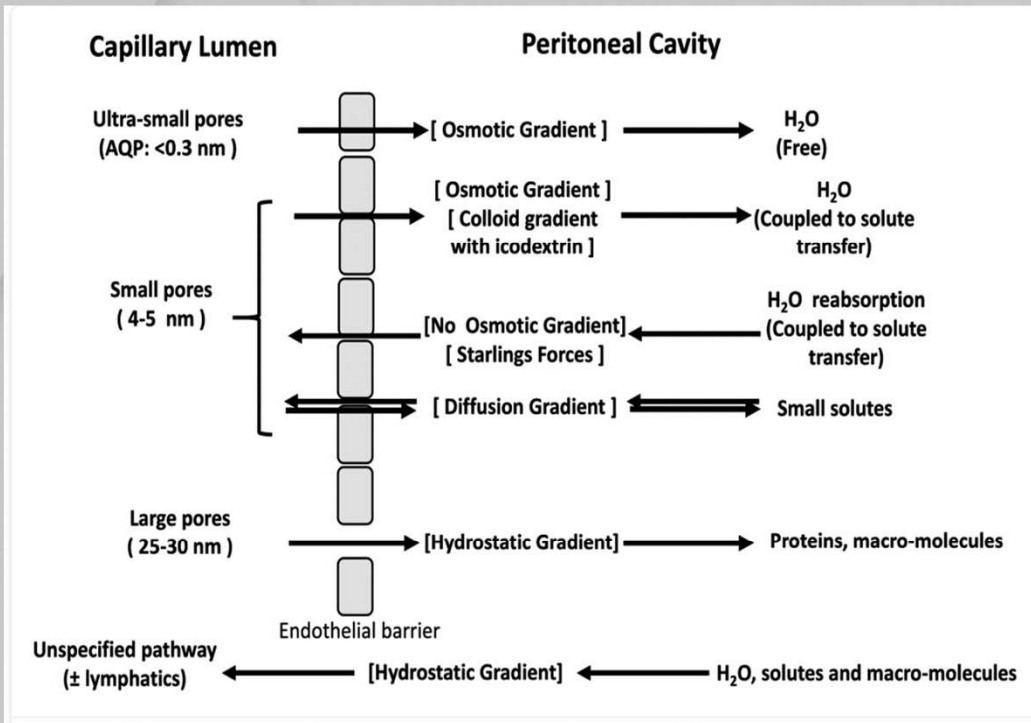 Capillary Lumen
Peritoneal Cavity
Ultra-small pores
(AQP: <0.3 nm )
[ Osmotic Gradient ]
H₂O
(Free)
[ Osmotic Gradient ]
[ Colloid gradient
with icodextrin ]
H₂O
(Coupled to solute
transfer)
Small pores
( 4-5 nm )
[No Osmotic Gradient]
[ Starlings Forces ]
H₂O reabsorption
(Coupled to solute
transfer)
[ Diffusion Gradient ]
Small solutes
Large pores
( 25-30 nm )
[Hydrostatic Gradient]
Proteins, macro-molecules
Endothelial barrier
Unspecified pathway
(± lymphatics)
[Hydrostatic Gradient]
H₂O, solutes and macro-molecules